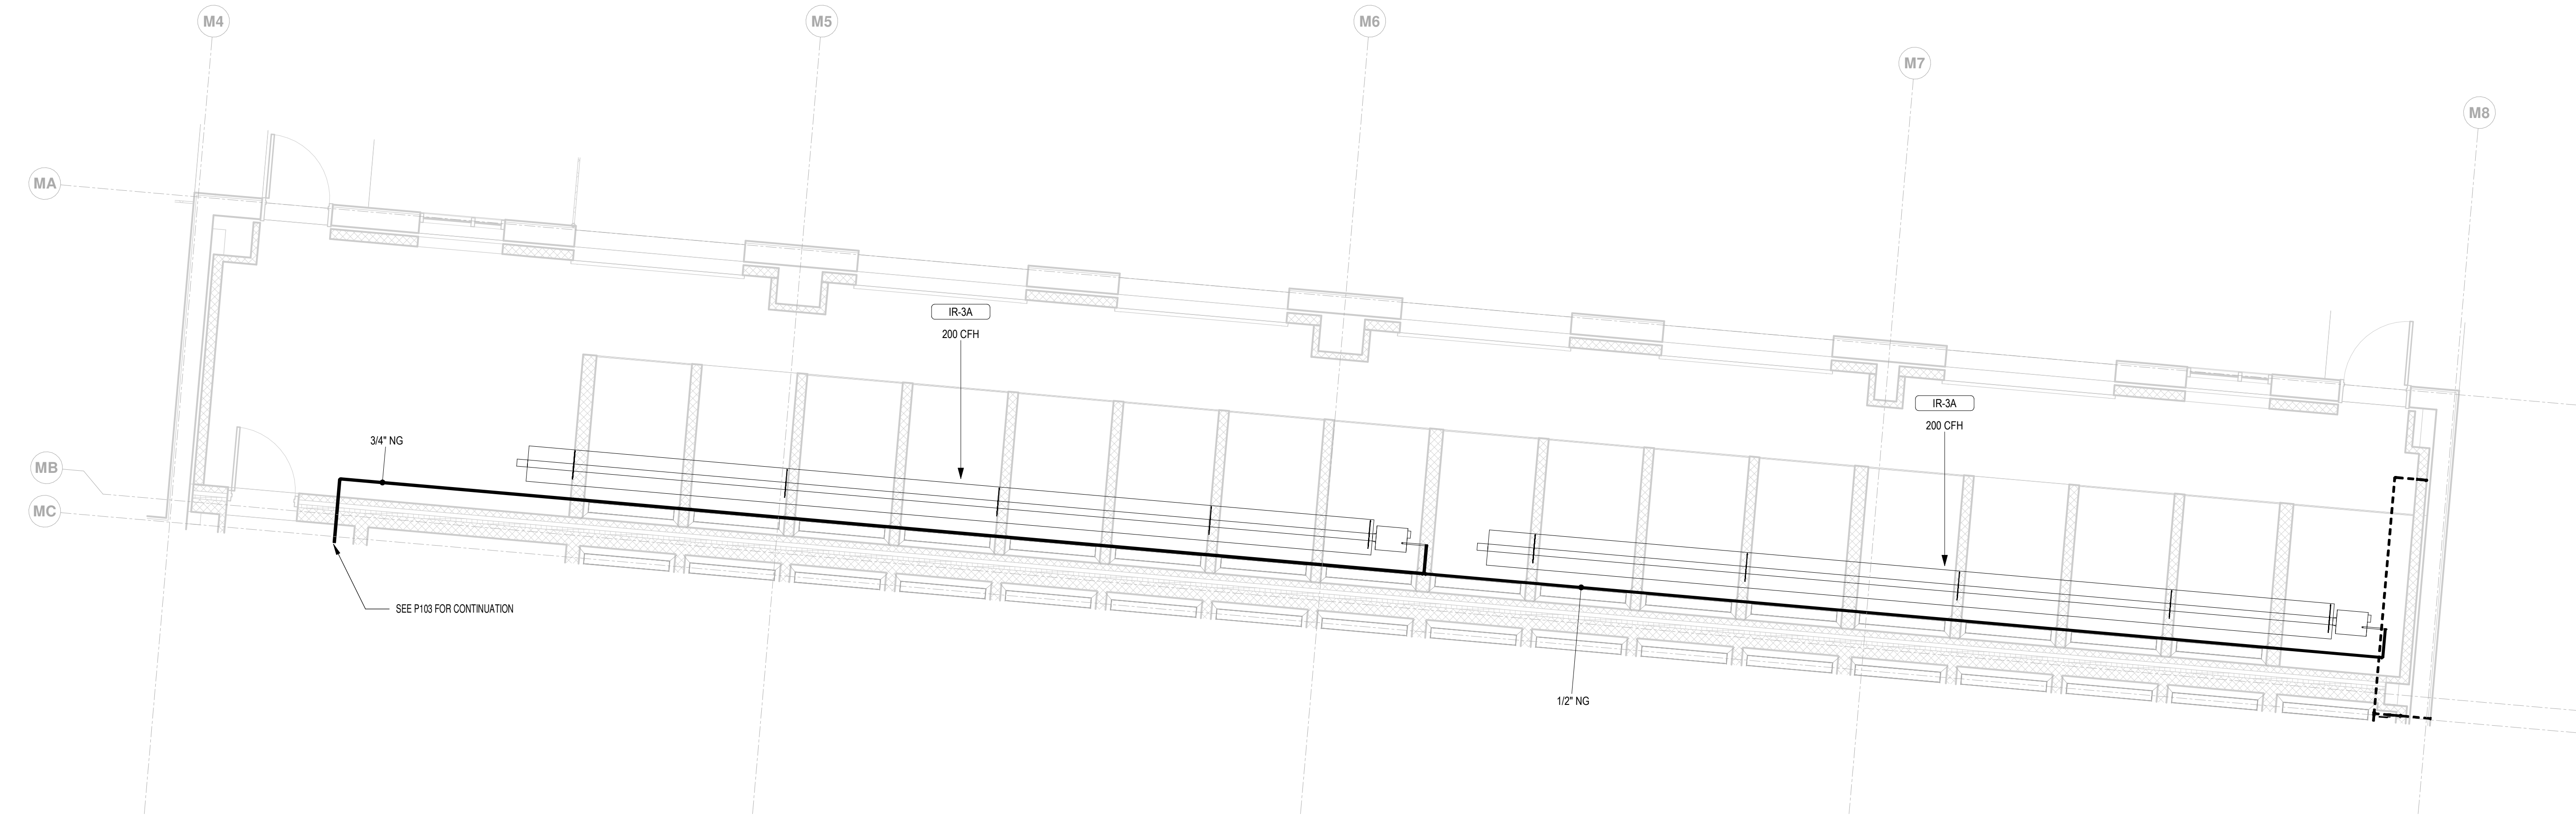 M4
M5
M6
M7
M8
MA
IR-3A
200 CFH
IR-3A
200 CFH
3/4" NG
MB
MC
SEE P103 FOR CONTINUATION
1/2" NG